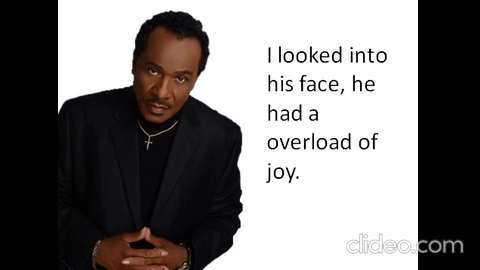 I looked into
his face, he
had a
overload of
joy.
clideo.com